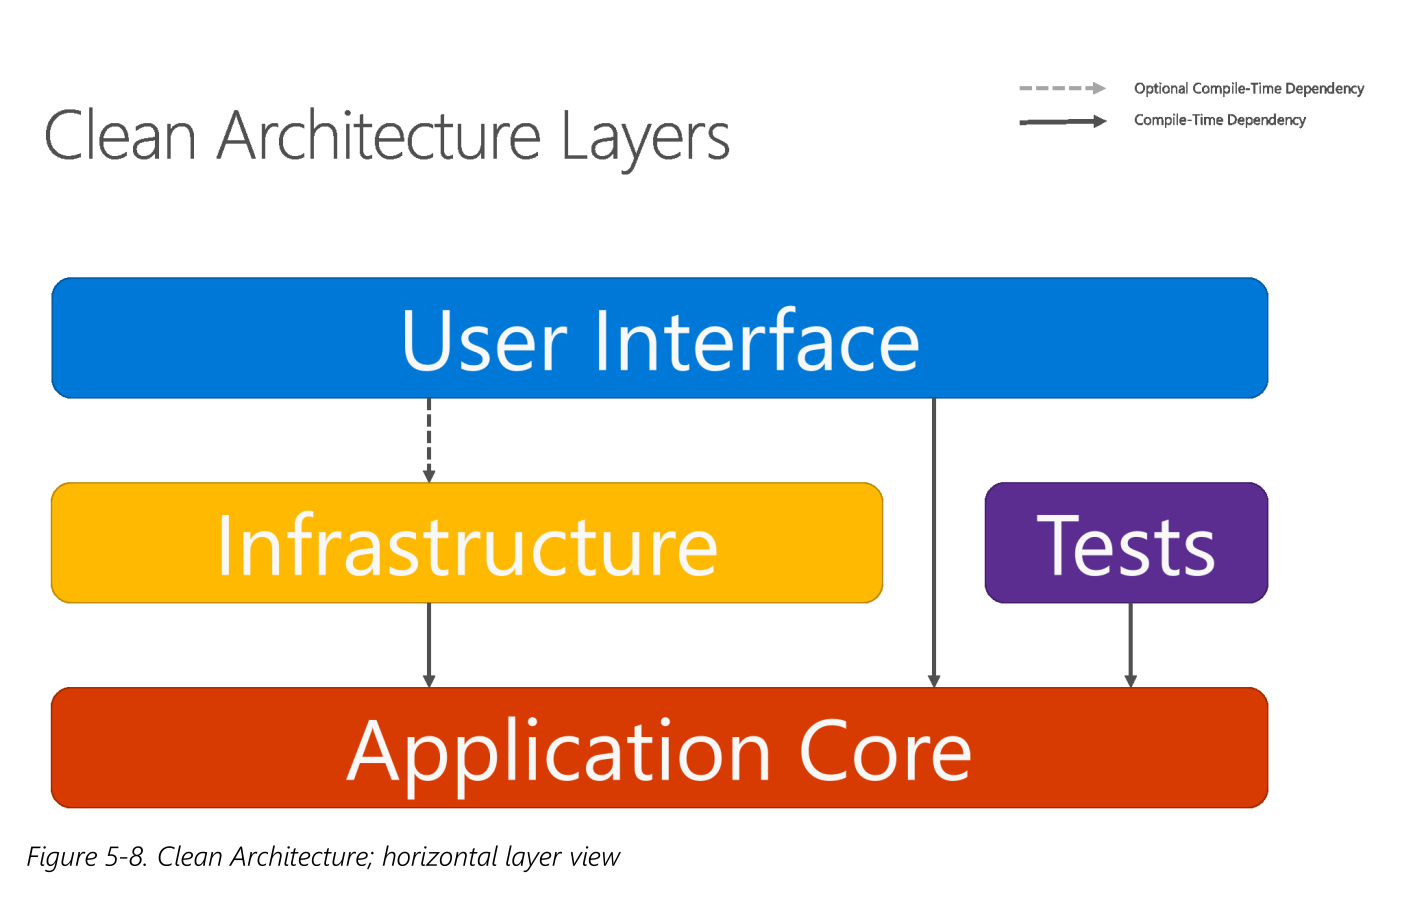 Optional Compile-Time Dependency
Compile-Time Dependency
Clean Architecture Layers
User Interface
Infrastructure
Tests
Application Core
Figure 5-8. Clean Architecture; horizontal layer view